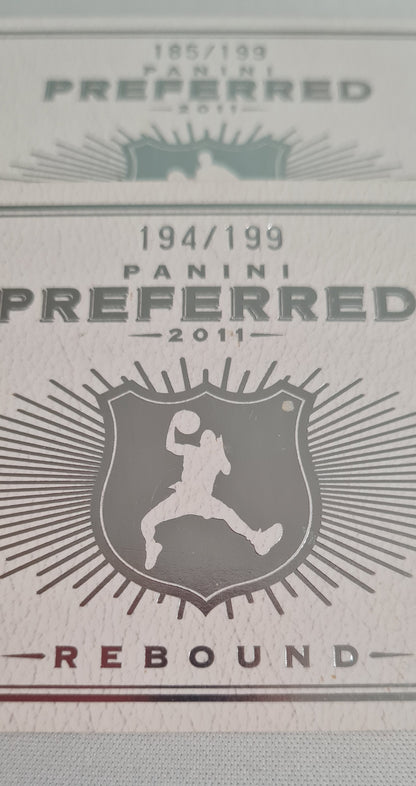 185/199
PANINI
PREFERRED
2011
194/199
PANINI
PREFERRED
2011
REBOUND